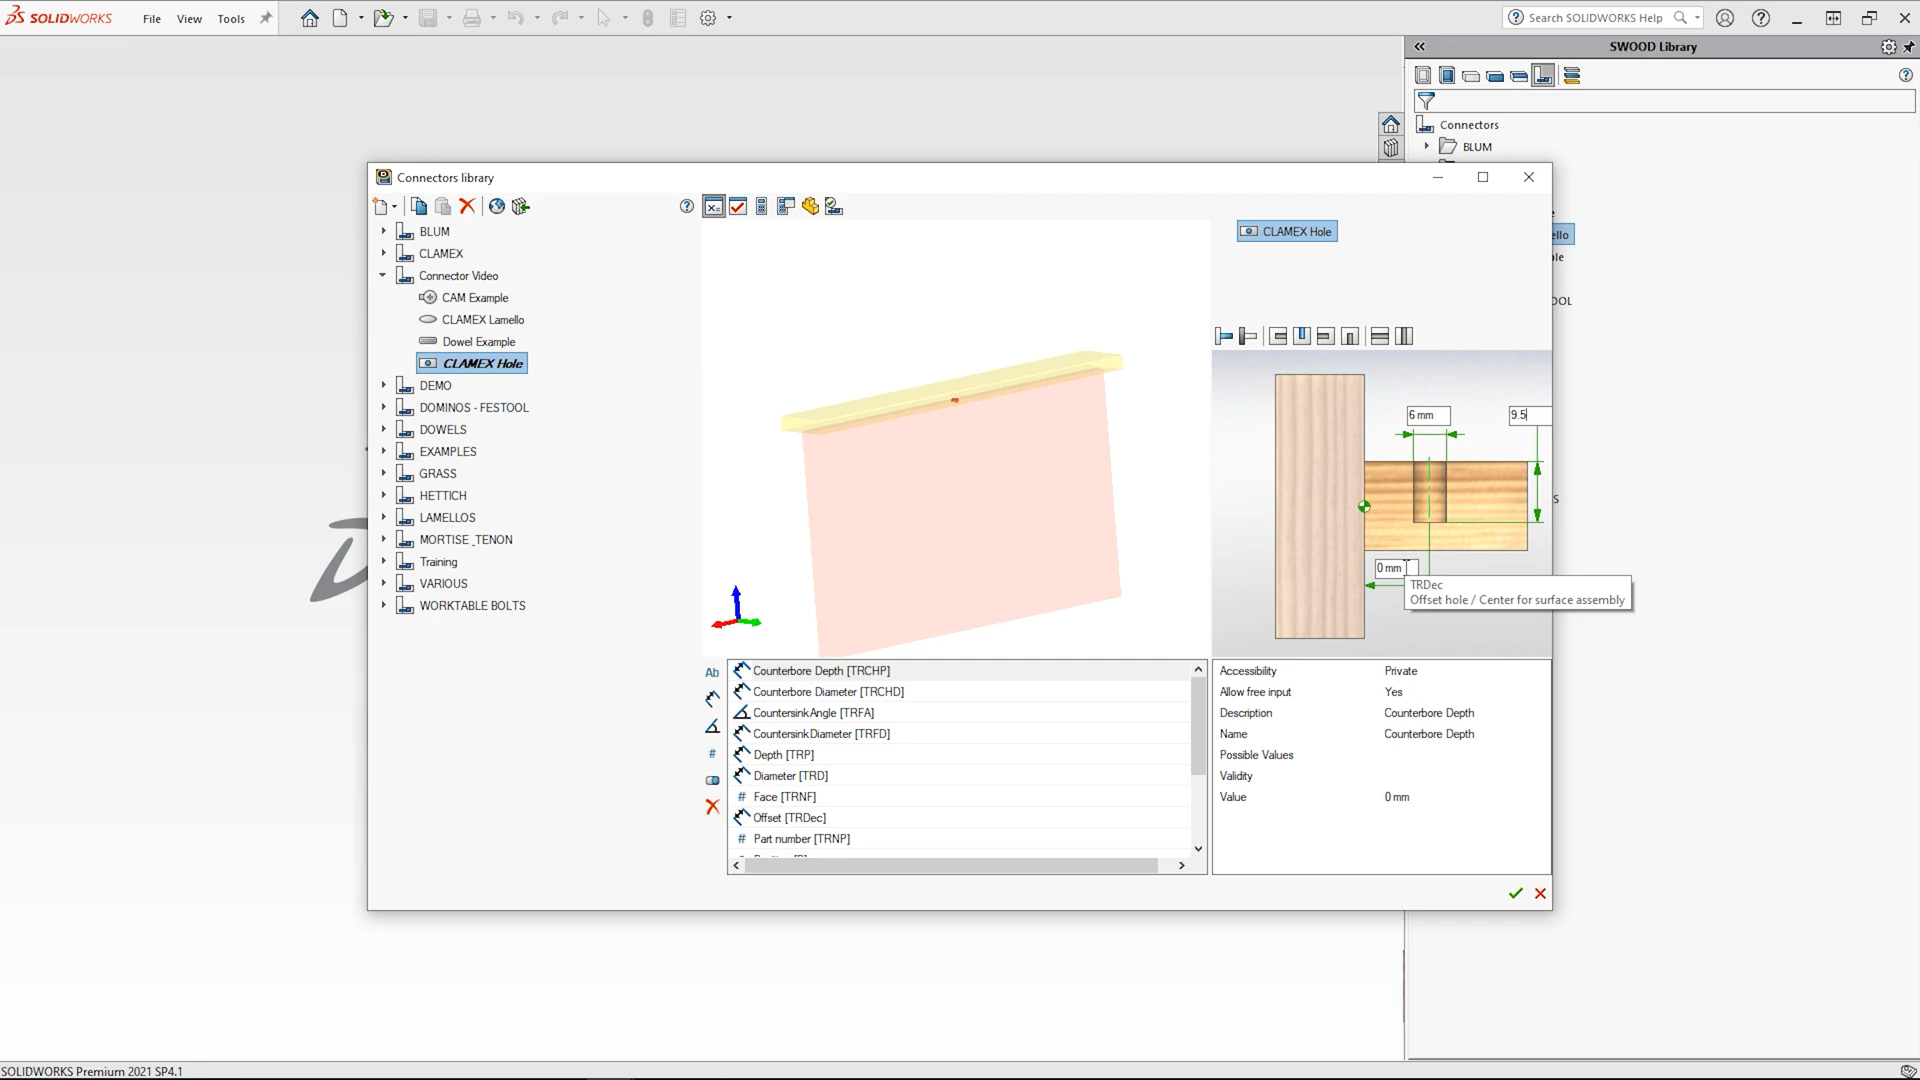 SOLIDWORKS File View Tools Search SOLIDWORKS Help
SWOOD Library
Connectors
BLUM
ello
ole
OOL
S
Connectors library
BLUM
CLAMEX
Connector Video
CAM Example
CLAMEX Lamello
Dowel Example
CLAMEX Hole
DEMO
DOMINOS - FESTOOL
DOWELS
EXAMPLES
GRASS
HETTICH
LAMELLOS
MORTISE_TENON
Training
VARIOUS
WORKTABLE BOLTS
CLAMEX Hole
6 mm
9.5
0 mm
TRDec
Offset hole / Center for surface assembly
Ab
#
Counterbore Depth [TRCHP]
Counterbore Diameter [TRCHD]
Countersink Angle [TRFA]
Countersink Diameter [TRFD]
Depth [TRP]
Diameter [TRD]
# Face [TRNF]
Offset [TRDec]
# Part number [TRNP]
Accessibility Private
Allow free input Yes
Description Counterbore Depth
Name Counterbore Depth
Possible Values
Validity
Value 0 mm
SOLIDWORKS Premium 2021 SP4.1